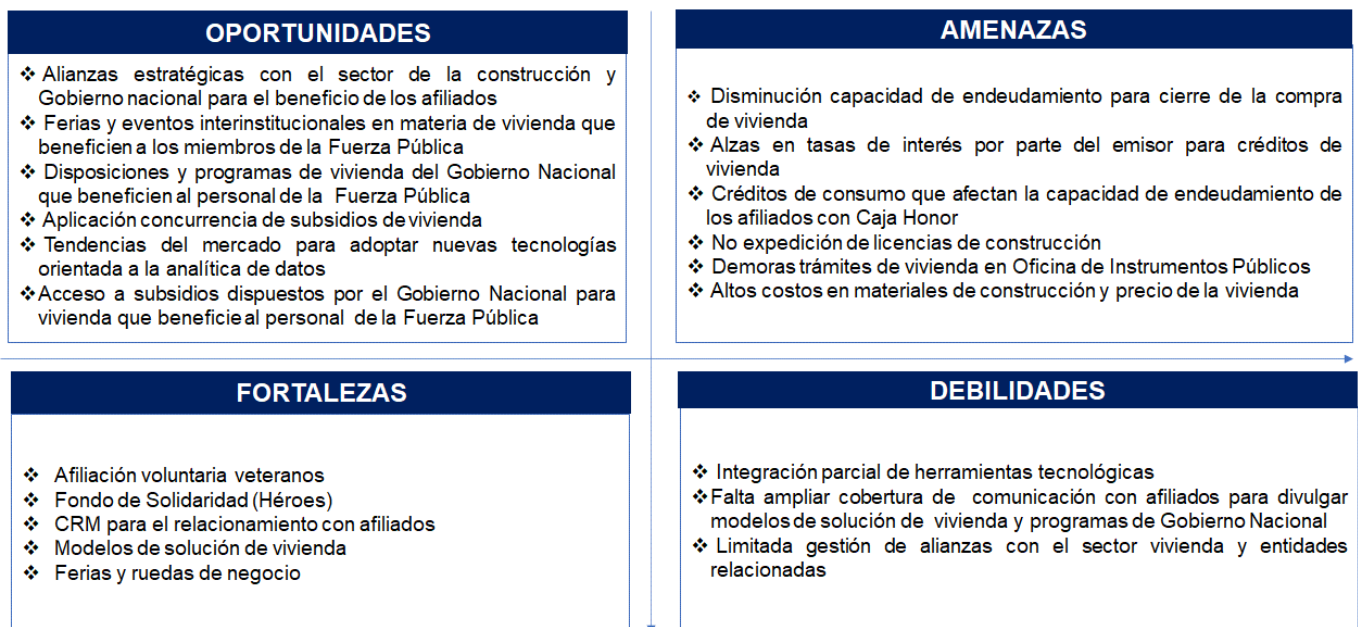 OPORTUNIDADES
❖ Alianzas estratégicas con el sector de la construcción y
Gobierno nacional para el beneficio de los afiliados
❖ Ferias y eventos interinstitucionales en materia de vivienda que
benefician a los miembros de la Fuerza Pública
❖ Disposiciones y programas de vivienda del Gobierno Nacional
que beneficien al personal de la Fuerza Pública
❖ Aplicación concurrencia de subsidios de vivienda
❖ Tendencias del mercado para adoptar nuevas tecnologías
orientada a la analítica de datos
❖ Acceso a subsidios dispuestos por el Gobierno Nacional para
vivienda que beneficie al personal de la Fuerza Pública
AMENAZAS
❖ Disminución capacidad de endeudamiento para cierre de la compra
de vivienda
❖ Alzas en tasas de interés por parte del emisor para créditos de
vivienda
❖ Créditos de consumo que afectan la capacidad de endeudamiento de
los afiliados con Caja Honor
❖ No expedición de licencias de construcción
❖ Demoras trámites de vivienda en Oficina de Instrumentos Públicos
❖ Altos costos en materiales de construcción y precio de la vivienda
FORTALEZAS
❖ Afiliación voluntaria veteranos
❖ Fondo de Solidaridad (Héroes)
❖ CRM para el relacionamiento con afiliados
❖ Modelos de solución de vivienda
❖ Ferias y ruedas de negocio
DEBILIDADES
❖ Integración parcial de herramientas tecnológicas
❖ Falta ampliar cobertura de comunicación con afiliados para divulgar
modelos de solución de vivienda y programas de Gobierno Nacional
❖ Limitada gestión de alianzas con el sector vivienda y entidades
relacionadas